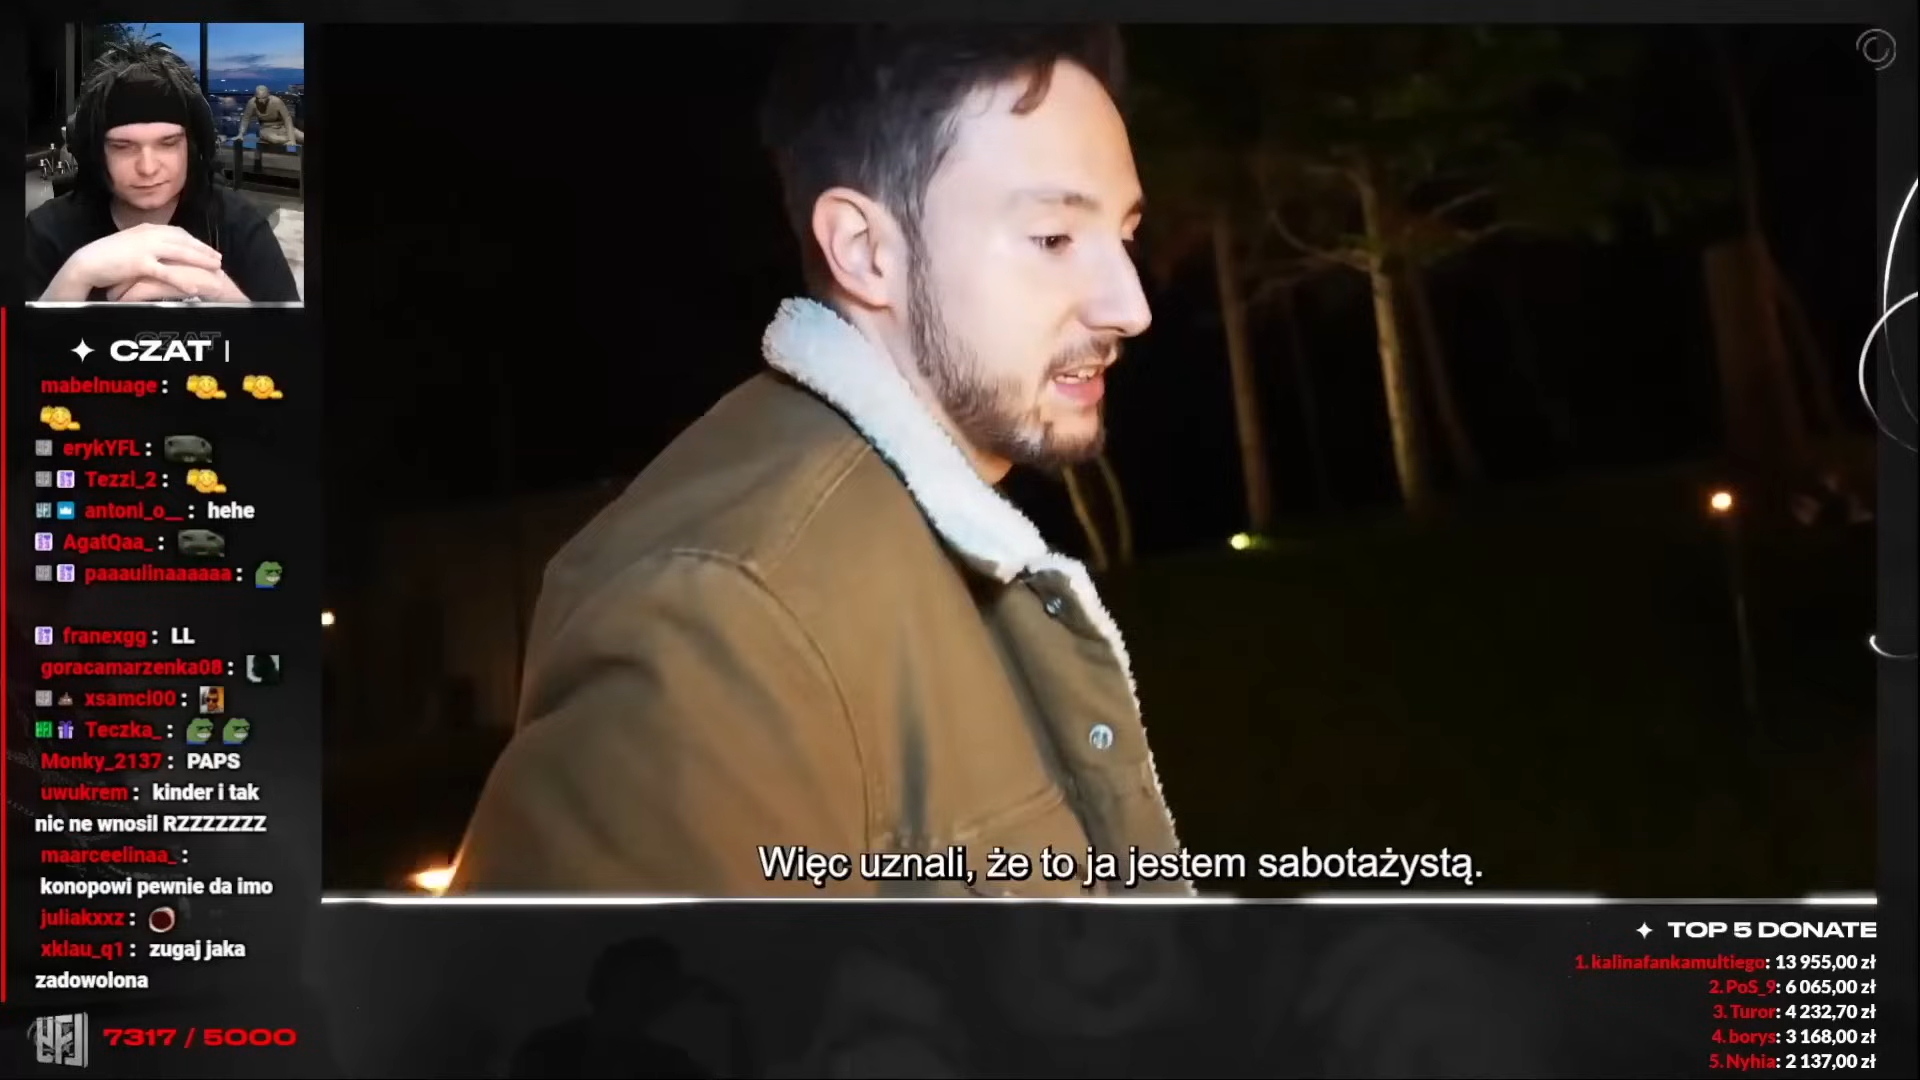 CZAT
mabelnuage:
erykYFL:
Tezzi_2:
antoni_o__: hehe
AgatQaa_:
paaaulinaaaaaa:
franexgg: LL
goracamarzenka08:
xsamci00:
Teczka_:
Monky_2137: PAPS
uwukrem: kinder i tak
nic ne wnosil RZZZZZZZ
maarceelinaa_:
konopowi pewnie da imo
juliakxxz:
xklau_q1: zugaj jaka
zadowolona
7317 / 5000
Więc uznali, że to ja jestem sabotażystą.
TOP 5 DONATE
1. kalinafankamultiego: 13 955,00 zł
2. PoS_9: 6 065,00 zł
3. Turor: 4 232,70 zł
4. borys: 3 168,00 zł
5. Nyhia: 2 137,00 zł